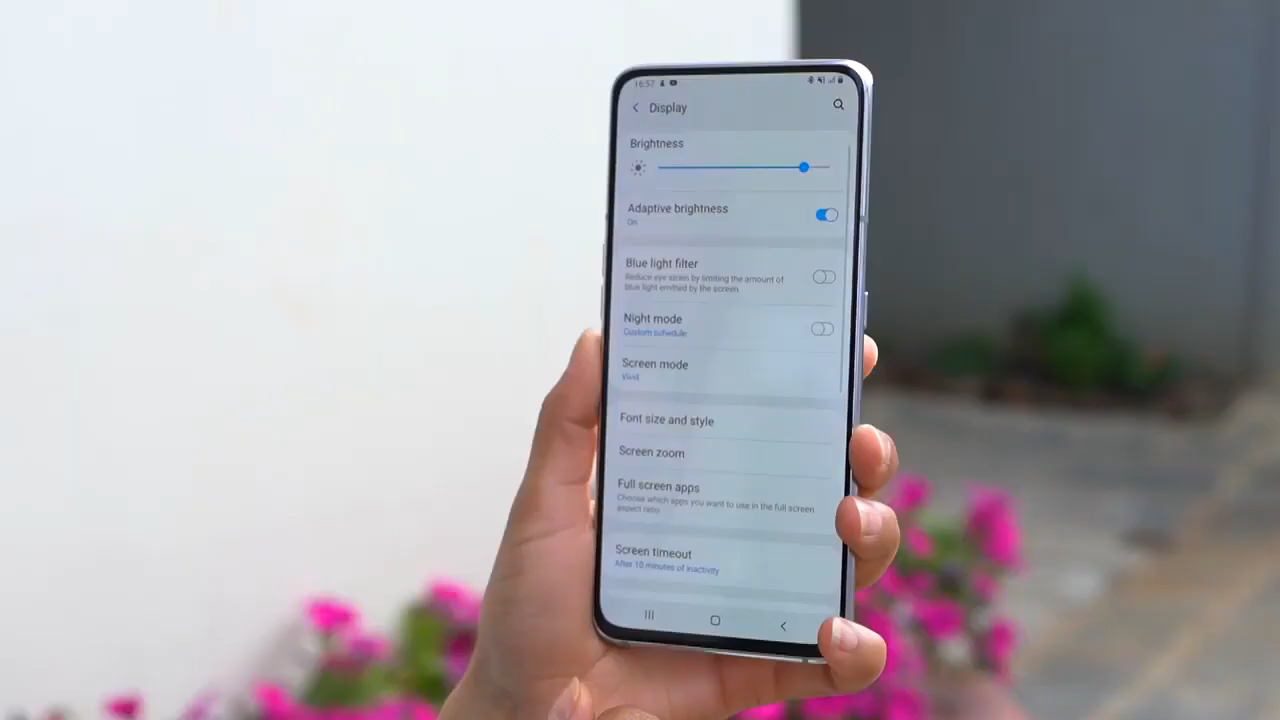 16:57
Display
Brightness
Adaptive brightness
On
Blue light filter
Reduce eye strain by limiting the amount of
blue light emitted by the screen.
Night mode
Custom schedule
Screen mode
Vivid
Font size and style
Screen zoom
Full screen apps
Choose which apps you want to use in the full screen
aspect ratio.
Screen timeout
After 10 minutes of inactivity